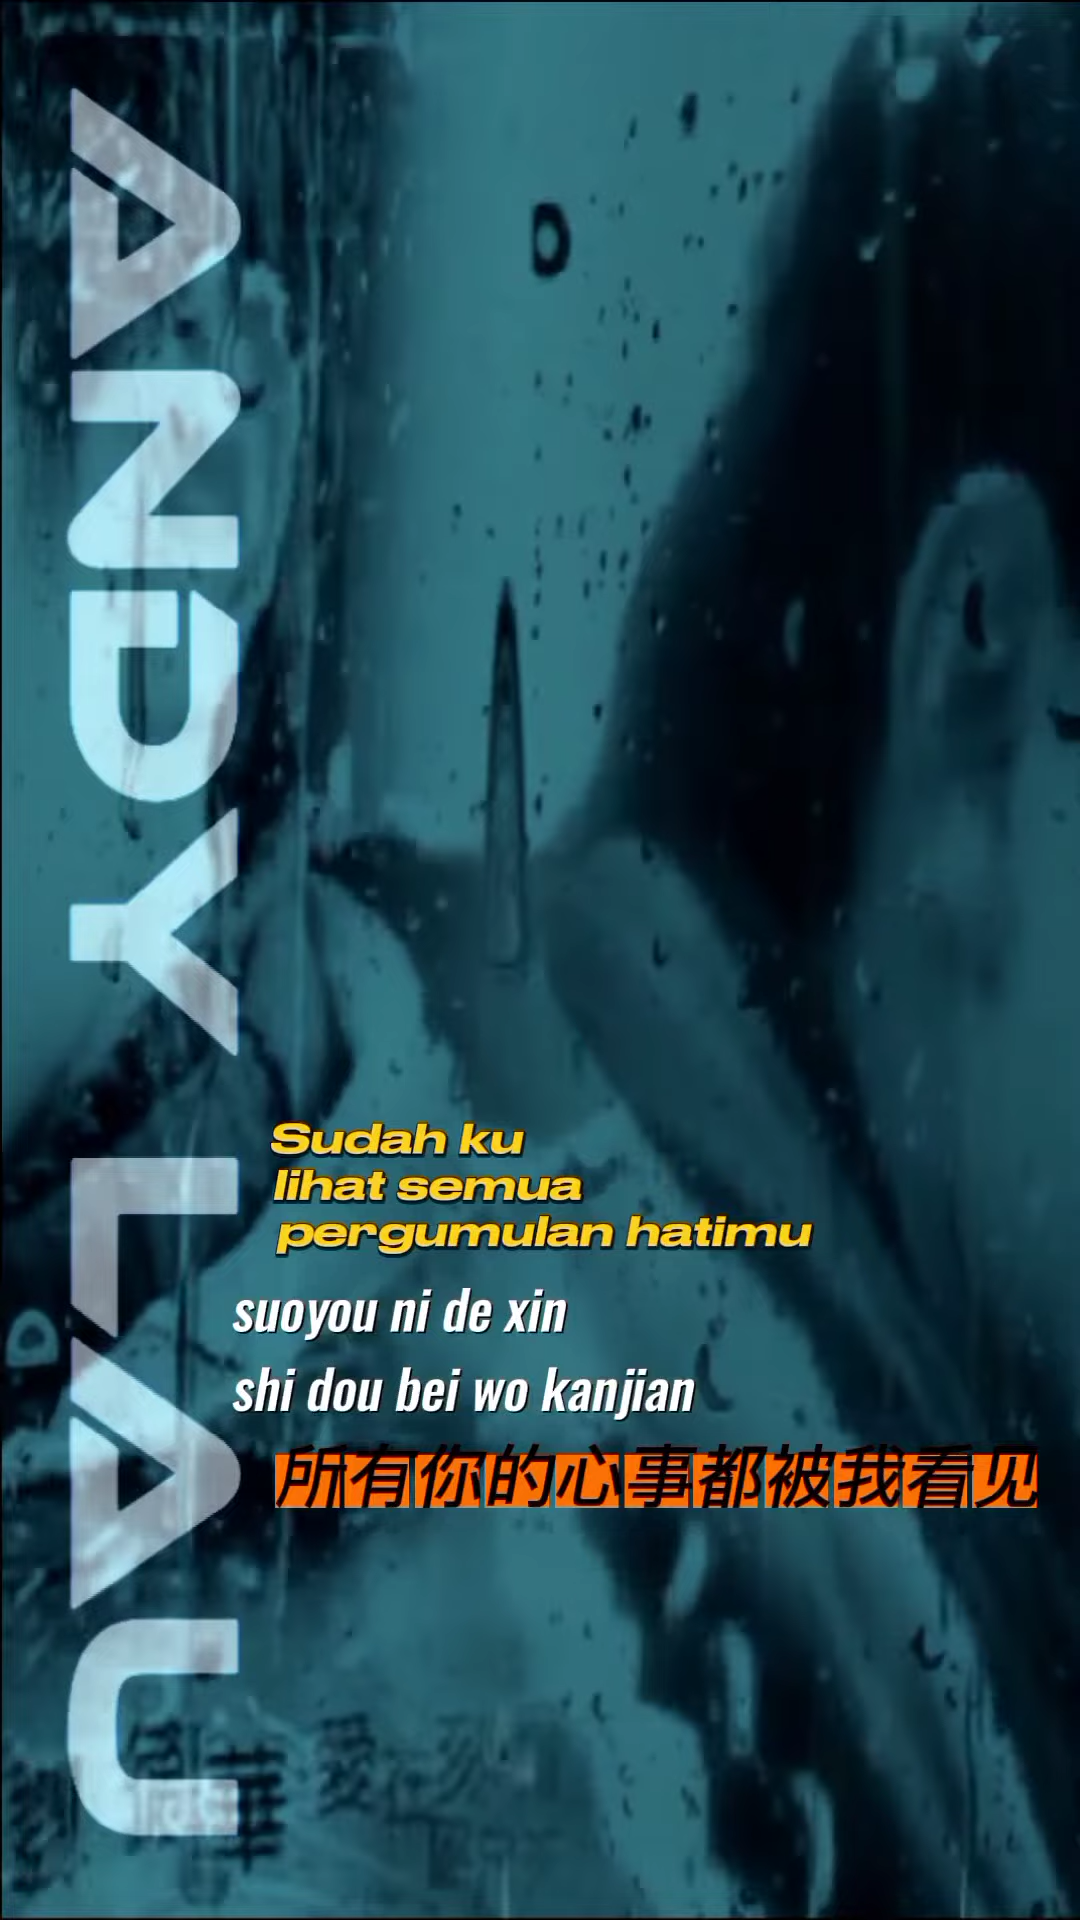 ANDY LAU
Sudah ku
lihat semua
pergumulan hatimu
suoyou ni de xin
shi dou bei wo kanjian
所有你的心事都被我看见